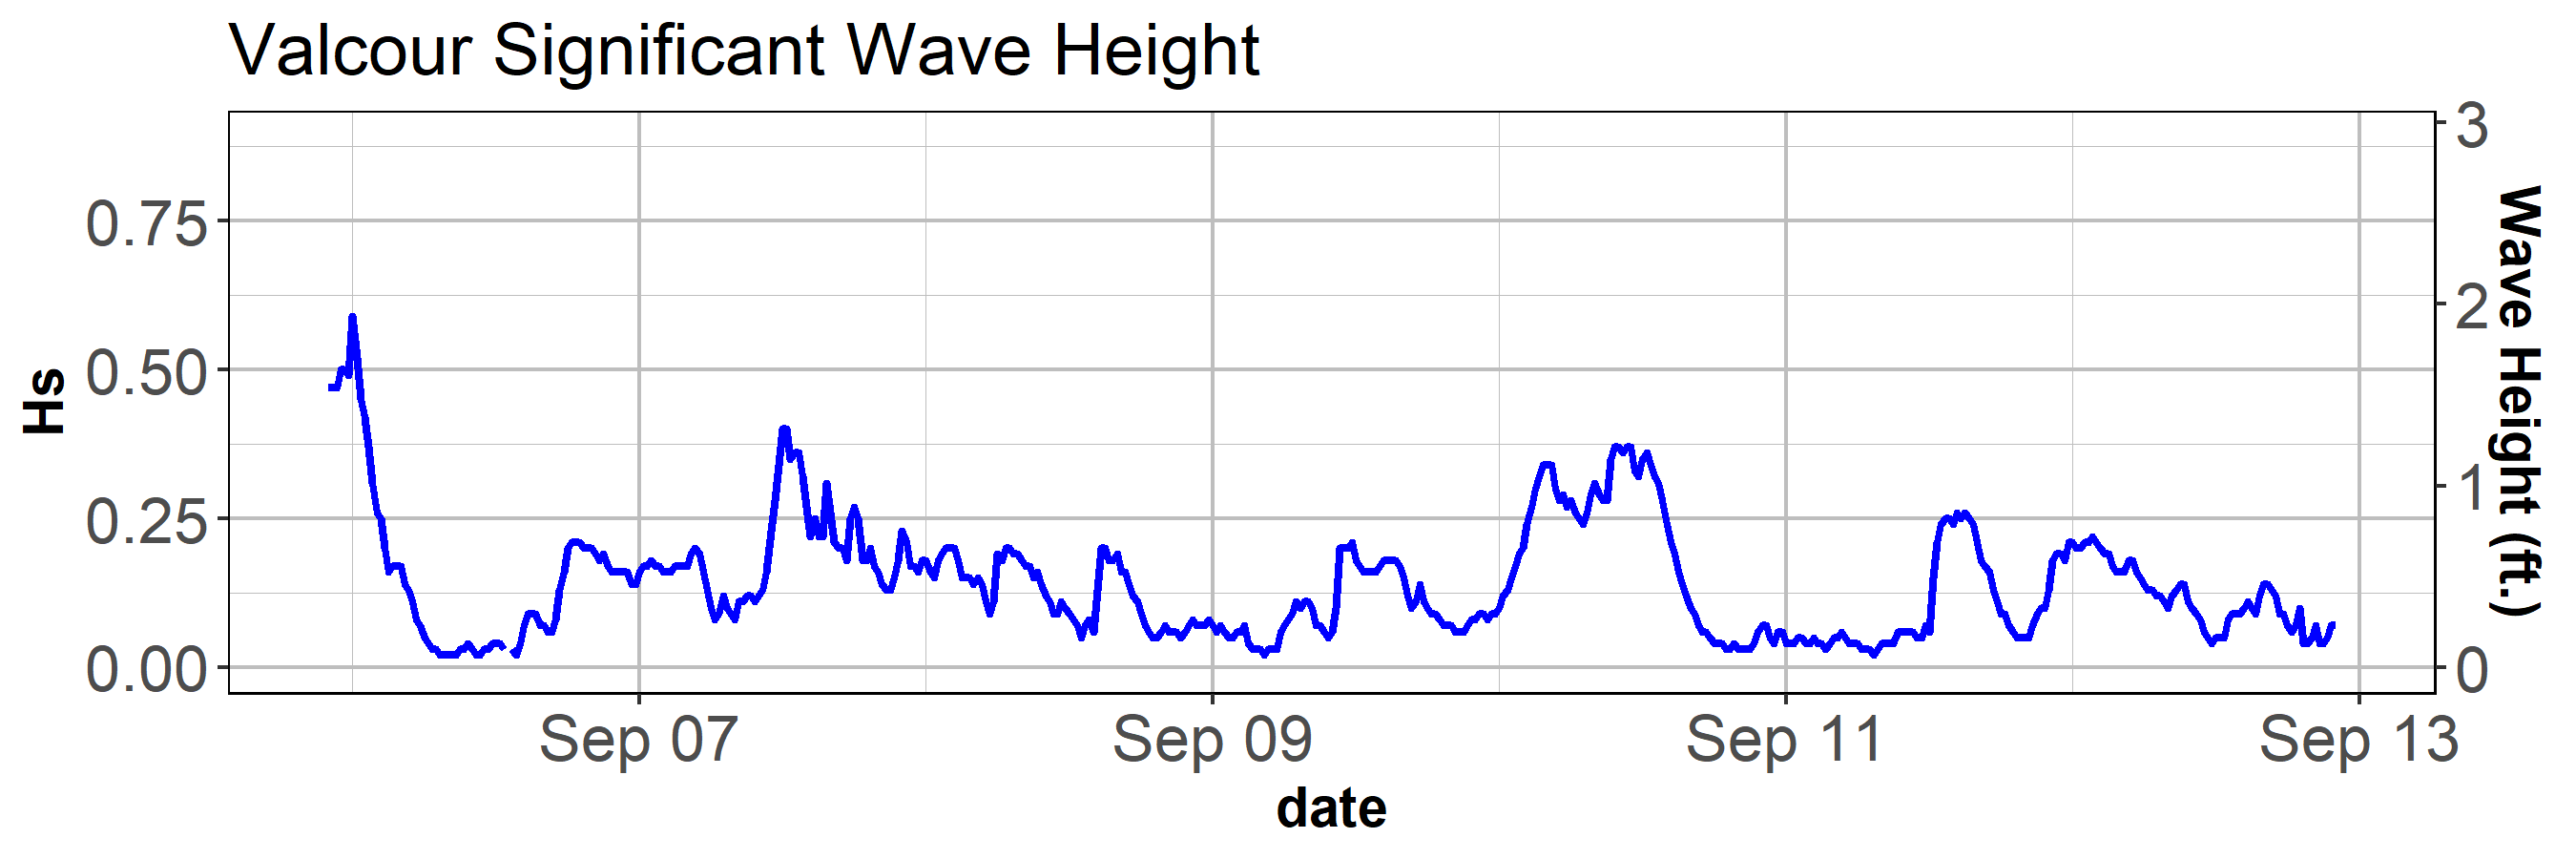 Valcour Significant Wave Height
Hs
0.75
0.50
0.25
0.00
3
2
1
0
Wave Height (ft.)
Sep 07
Sep 09
Sep 11
Sep 13
date